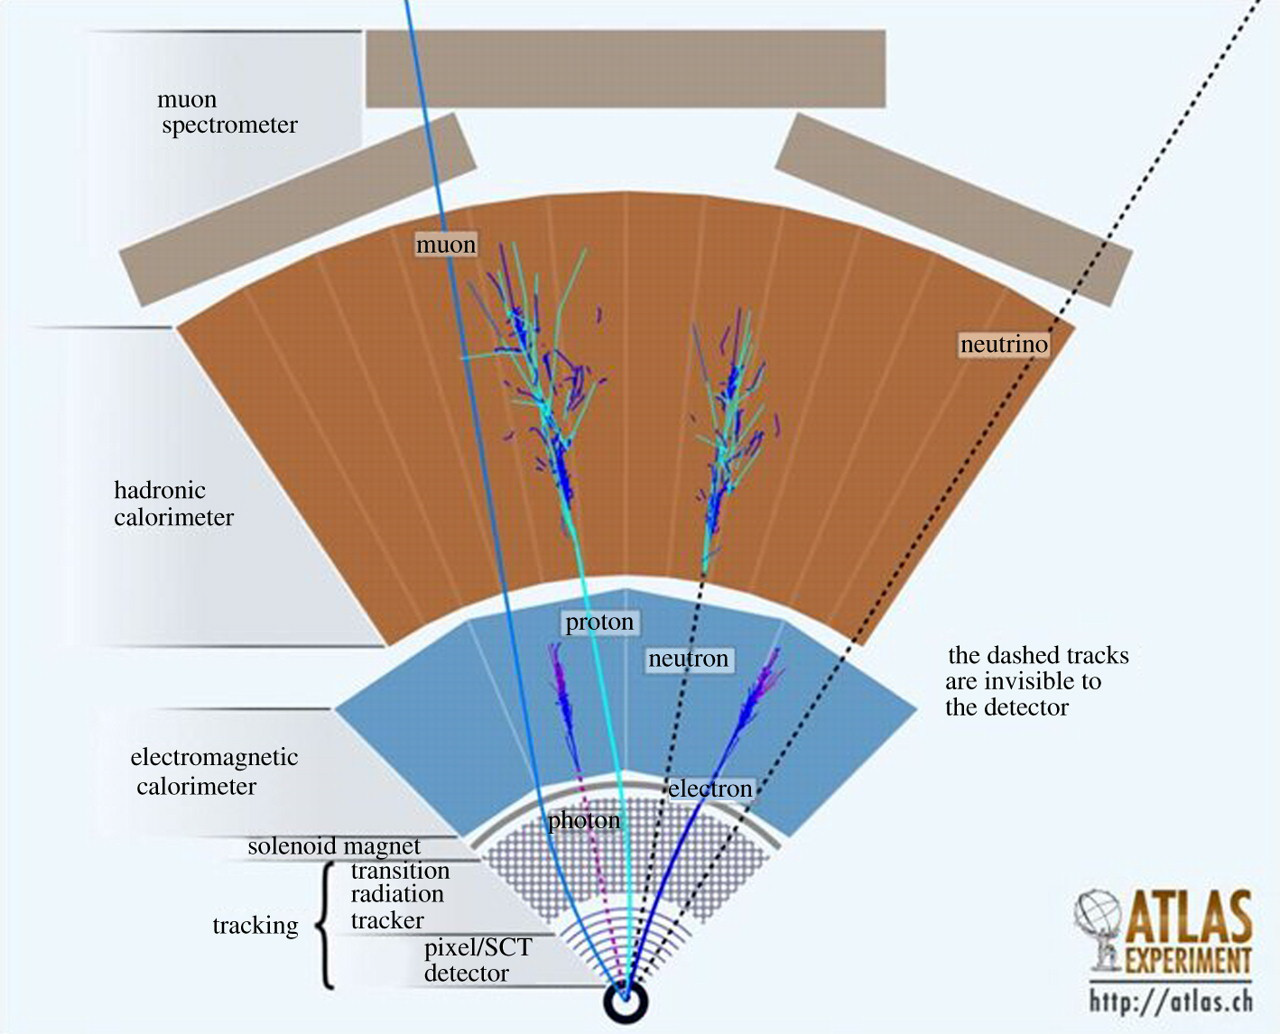 muon
spectrometer
muon
neutrino
hadronic
calorimeter
proton
neutron
the dashed tracks
are invisible to
the detector
electromagnetic
calorimeter
electron
photon
solenoid magnet
transition
radiation
tracker
tracking
pixel/SCT
detector
ATLAS
EXPERIMENT
http://atlas.ch